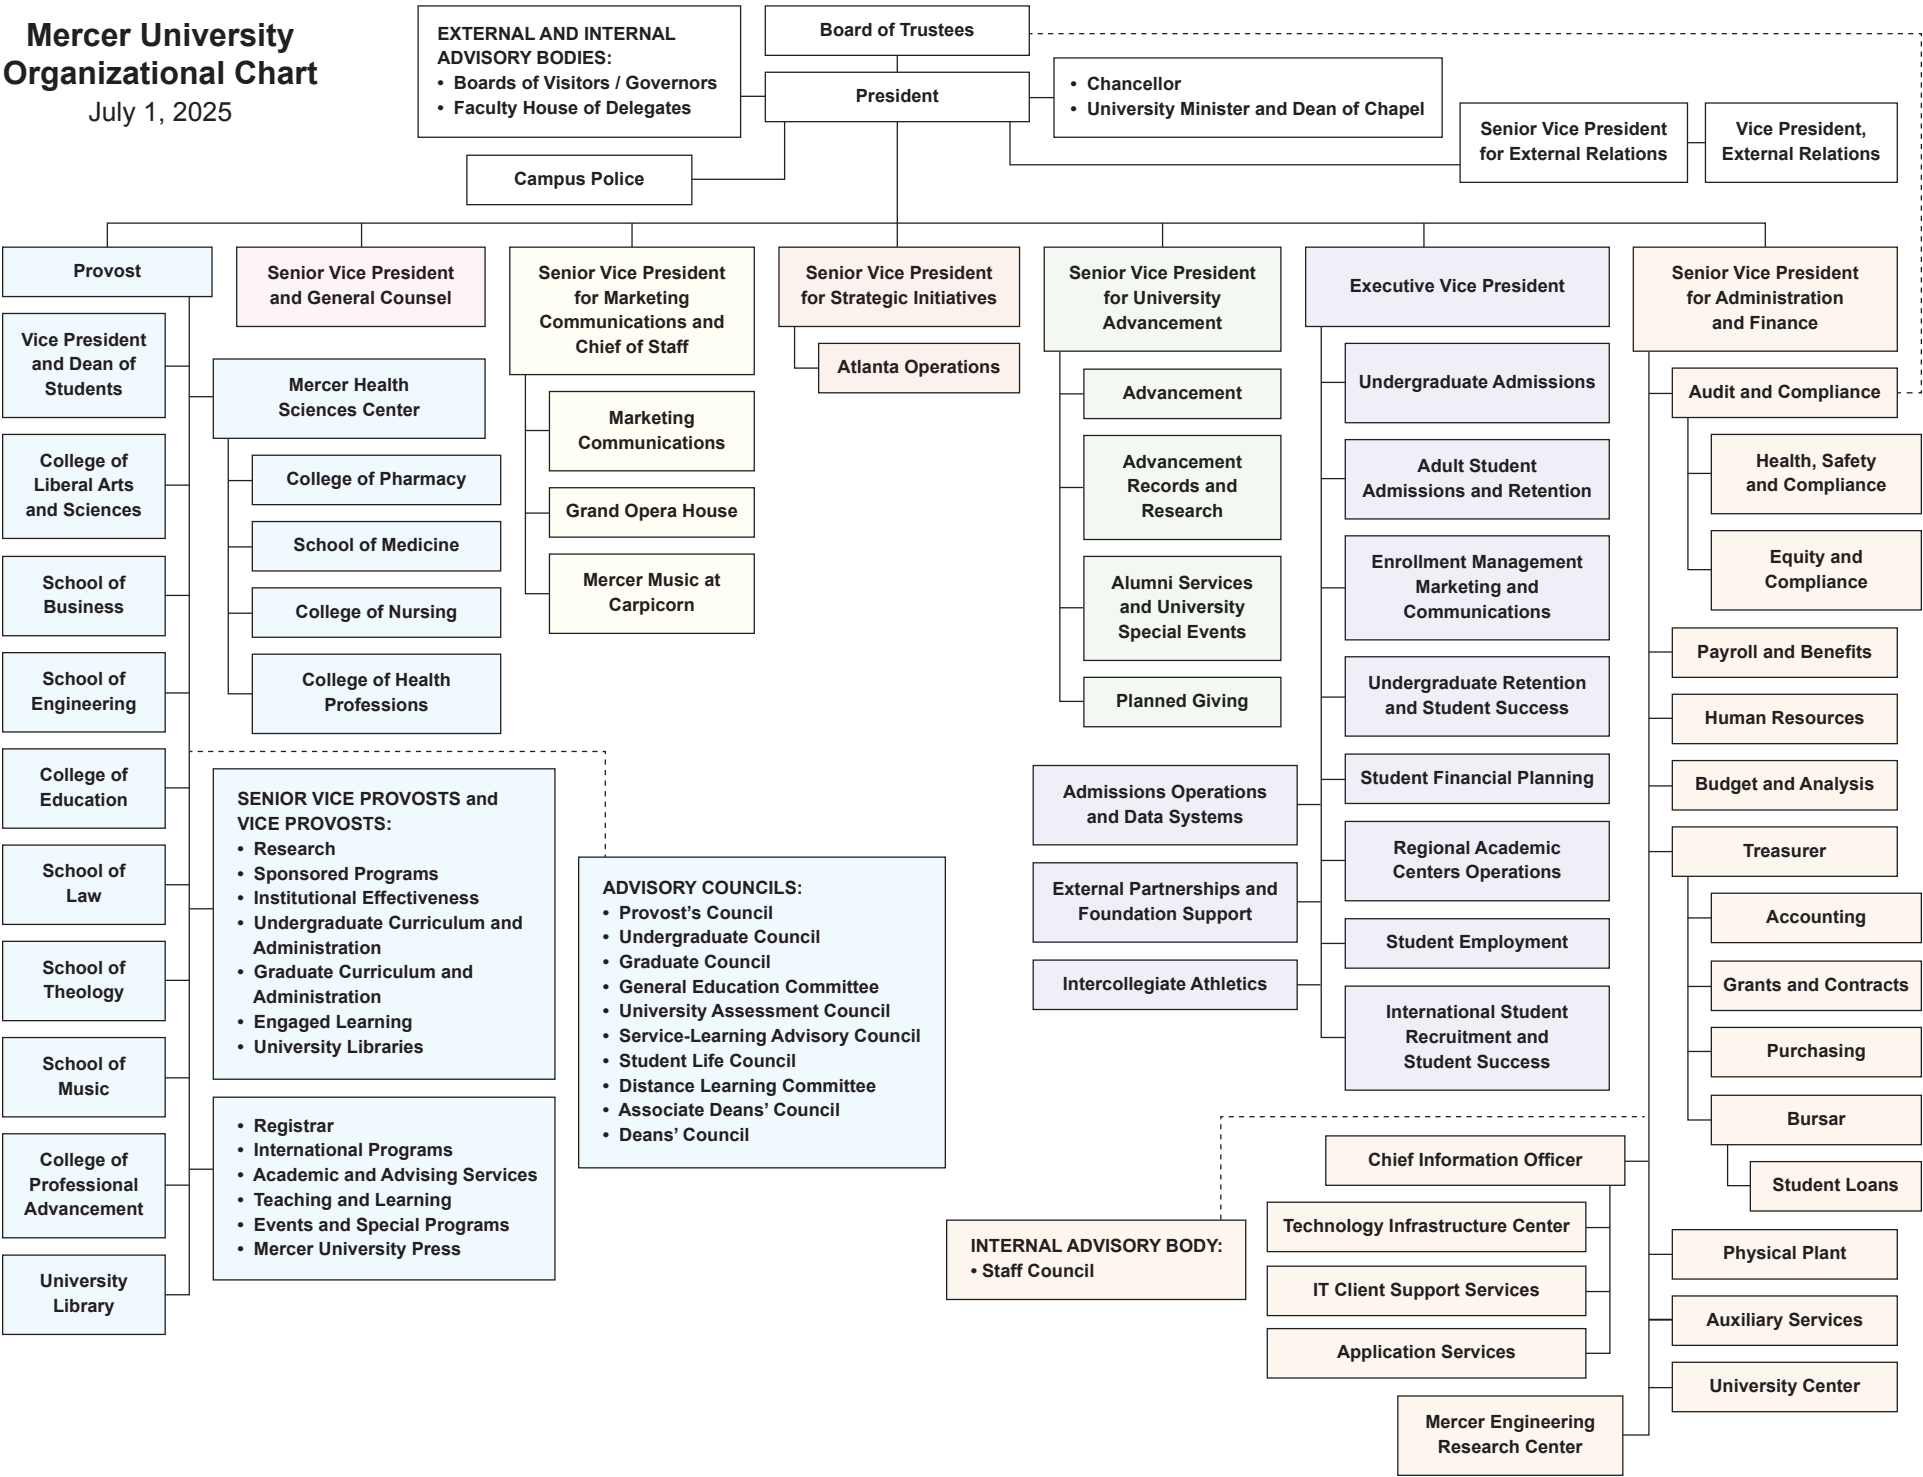 Mercer University
Organizational Chart
July 1, 2025
EXTERNAL AND INTERNAL
ADVISORY BODIES:
• Boards of Visitors / Governors
• Faculty House of Delegates
Board of Trustees
President
• Chancellor
• University Minister and Dean of Chapel
Senior Vice President
for External Relations
Vice President,
External Relations
Campus Police
Provost
Vice President
and Dean of
Students
College of
Liberal Arts
and Sciences
School of
Business
School of
Engineering
College of
Education
School of
Law
School of
Theology
School of
Music
College of
Professional
Advancement
University
Library
Senior Vice President
and General Counsel
Mercer Health
Sciences Center
College of Pharmacy
School of Medicine
College of Nursing
College of Health
Professions
SENIOR VICE PROVOSTS and
VICE PROVOSTS:
• Research
• Sponsored Programs
• Institutional Effectiveness
• Undergraduate Curriculum and
Administration
• Graduate Curriculum and
Administration
• Engaged Learning
• University Libraries
• Registrar
• International Programs
• Academic and Advising Services
• Teaching and Learning
• Events and Special Programs
• Mercer University Press
Senior Vice President
for Marketing
Communications and
Chief of Staff
Marketing
Communications
Grand Opera House
Mercer Music at
Carpicorn
ADVISORY COUNCILS:
• Provost’s Council
• Undergraduate Council
• Graduate Council
• General Education Committee
• University Assessment Council
• Service-Learning Advisory Council
• Student Life Council
• Distance Learning Committee
• Associate Deans’ Council
• Deans’ Council
Senior Vice President
for Strategic Initiatives
Atlanta Operations
Senior Vice President
for University
Advancement
Advancement
Advancement
Records and
Research
Alumni Services
and University
Special Events
Planned Giving
Executive Vice President
Undergraduate Admissions
Adult Student
Admissions and Retention
Enrollment Management
Marketing and
Communications
Undergraduate Retention
and Student Success
Student Financial Planning
Regional Academic
Centers Operations
Student Employment
International Student
Recruitment and
Student Success
Admissions Operations
and Data Systems
External Partnerships and
Foundation Support
Intercollegiate Athletics
Senior Vice President
for Administration
and Finance
Audit and Compliance
Health, Safety
and Compliance
Equity and
Compliance
Payroll and Benefits
Human Resources
Budget and Analysis
Treasurer
Accounting
Grants and Contracts
Purchasing
Bursar
Student Loans
Physical Plant
Auxiliary Services
University Center
Chief Information Officer
Technology Infrastructure Center
IT Client Support Services
Application Services
Mercer Engineering
Research Center
INTERNAL ADVISORY BODY:
• Staff Council